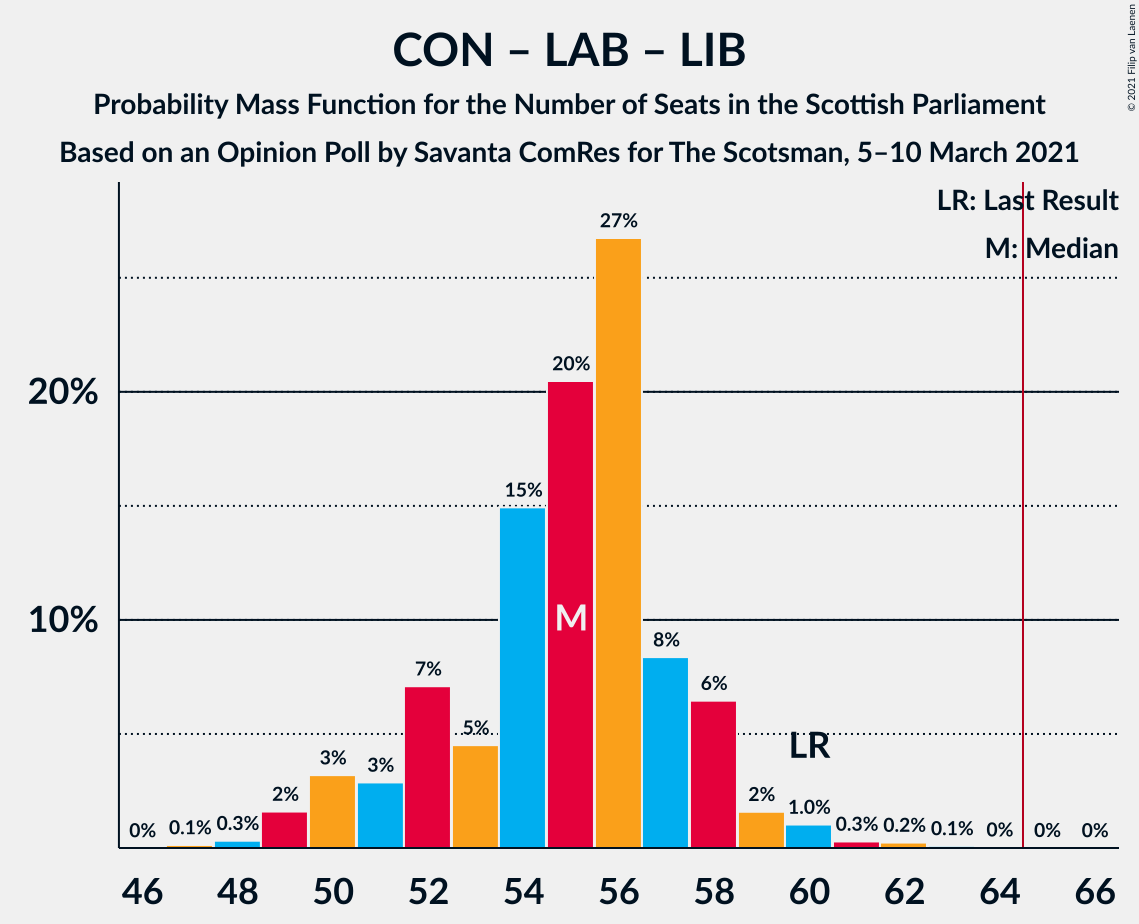 CON – LAB – LIB
Probability Mass Function for the Number of Seats in the Scottish Parliament
Based on an Opinion Poll by Savanta ComRes for The Scotsman, 5–10 March 2021
© 2021 Filip van Laenen
LR: Last Result
M: Median
27%
20%
20%
15%
10%
M
8%
7%
6%
5%
LR
3%
3%
2%
2%
1.0%
0% 0.1% 0.3%
0.3% 0.2% 0.1% 0% 0% 0%
46 48 50 52 54 56 58 60 62 64 66